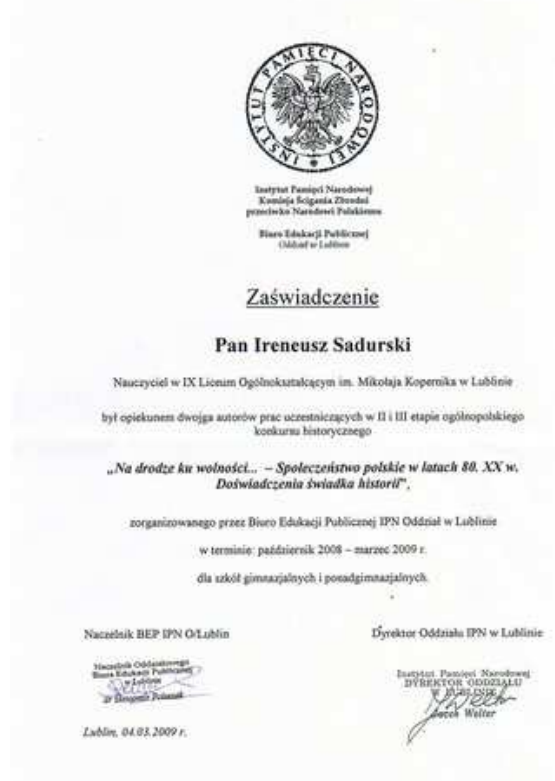 INSTYTUT PAMIĘCI NARODOWEJ
Instytut Pamięci Narodowej
Komisja Ścigania Zbrodni
przeciwko Narodowi Polskiemu
Biuro Edukacji Publicznej
Oddział w Lublinie
Zaświadczenie
Pan Ireneusz Sadurski
Nauczyciel w IX Liceum Ogólnokształcącym im. Mikołaja Kopernika w Lublinie
był opiekunem dwojga autorów prac uczestniczących w II i III etapie ogólnopolskiego
konkursu historycznego
„Na drodze ku wolności... – Społeczeństwo polskie w latach 80. XX w.
Doświadczenia świadka historii”,
zorganizowanego przez Biuro Edukacji Publicznej IPN Oddział w Lublinie
w terminie: październik 2008 – marzec 2009 r.
dla szkół gimnazjalnych i ponadgimnazjalnych.
Naczelnik BEP IPN O/Lublin
Dyrektor Oddziału IPN w Lublinie
Naczelnik Oddziałowego
Biura Edukacji Publicznej
w Lublinie
dr Sławomir Poleszak
Instytut Pamięci Narodowej
DYREKTOR ODDZIAŁU
W LUBLINIE
Jacek Welter
Lublin, 04.03.2009 r.